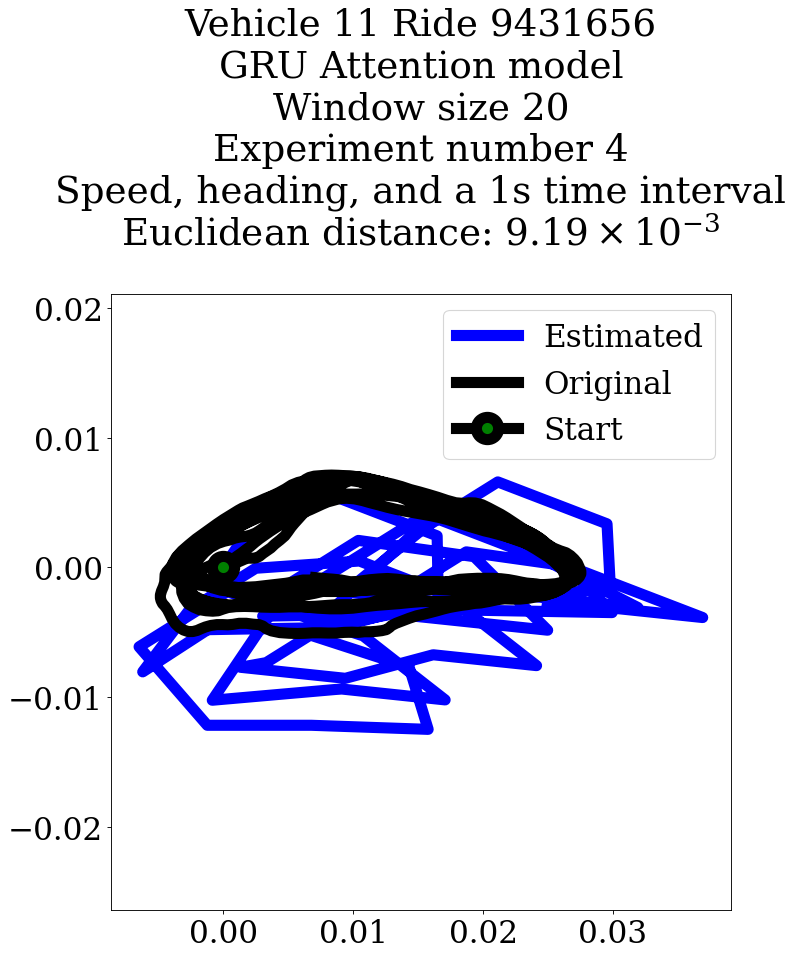 Vehicle 11 Ride 9431656
GRU Attention model
Window size 20
Experiment number 4
Speed, heading, and a 1s time interval
Euclidean distance: 9.19 × 10⁻³
0.02
0.01
0.00
−0.01
−0.02
Estimated
Original
Start
0.00 0.01 0.02 0.03